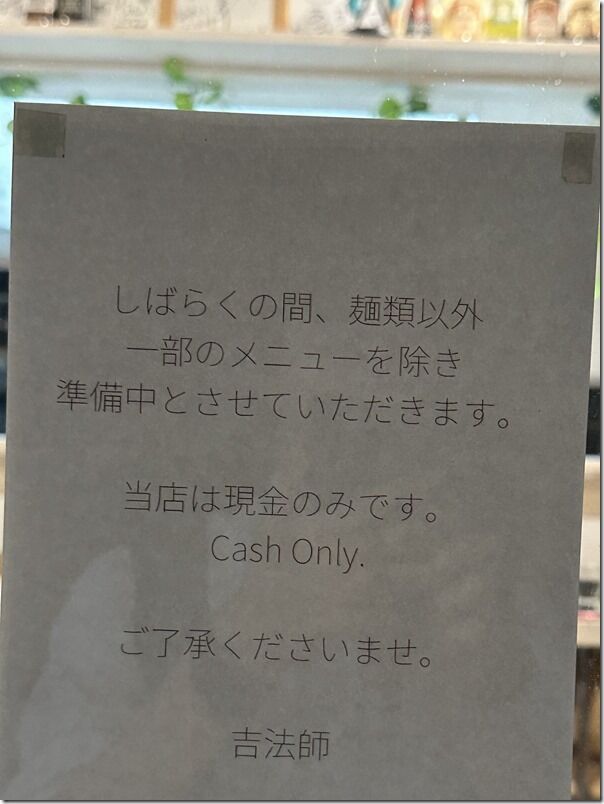 しばらくの間、麺類以外
一部のメニューを除き
準備中とさせていただきます。
当店は現金のみです。
Cash Only.
ご了承くださいませ。
吉法師